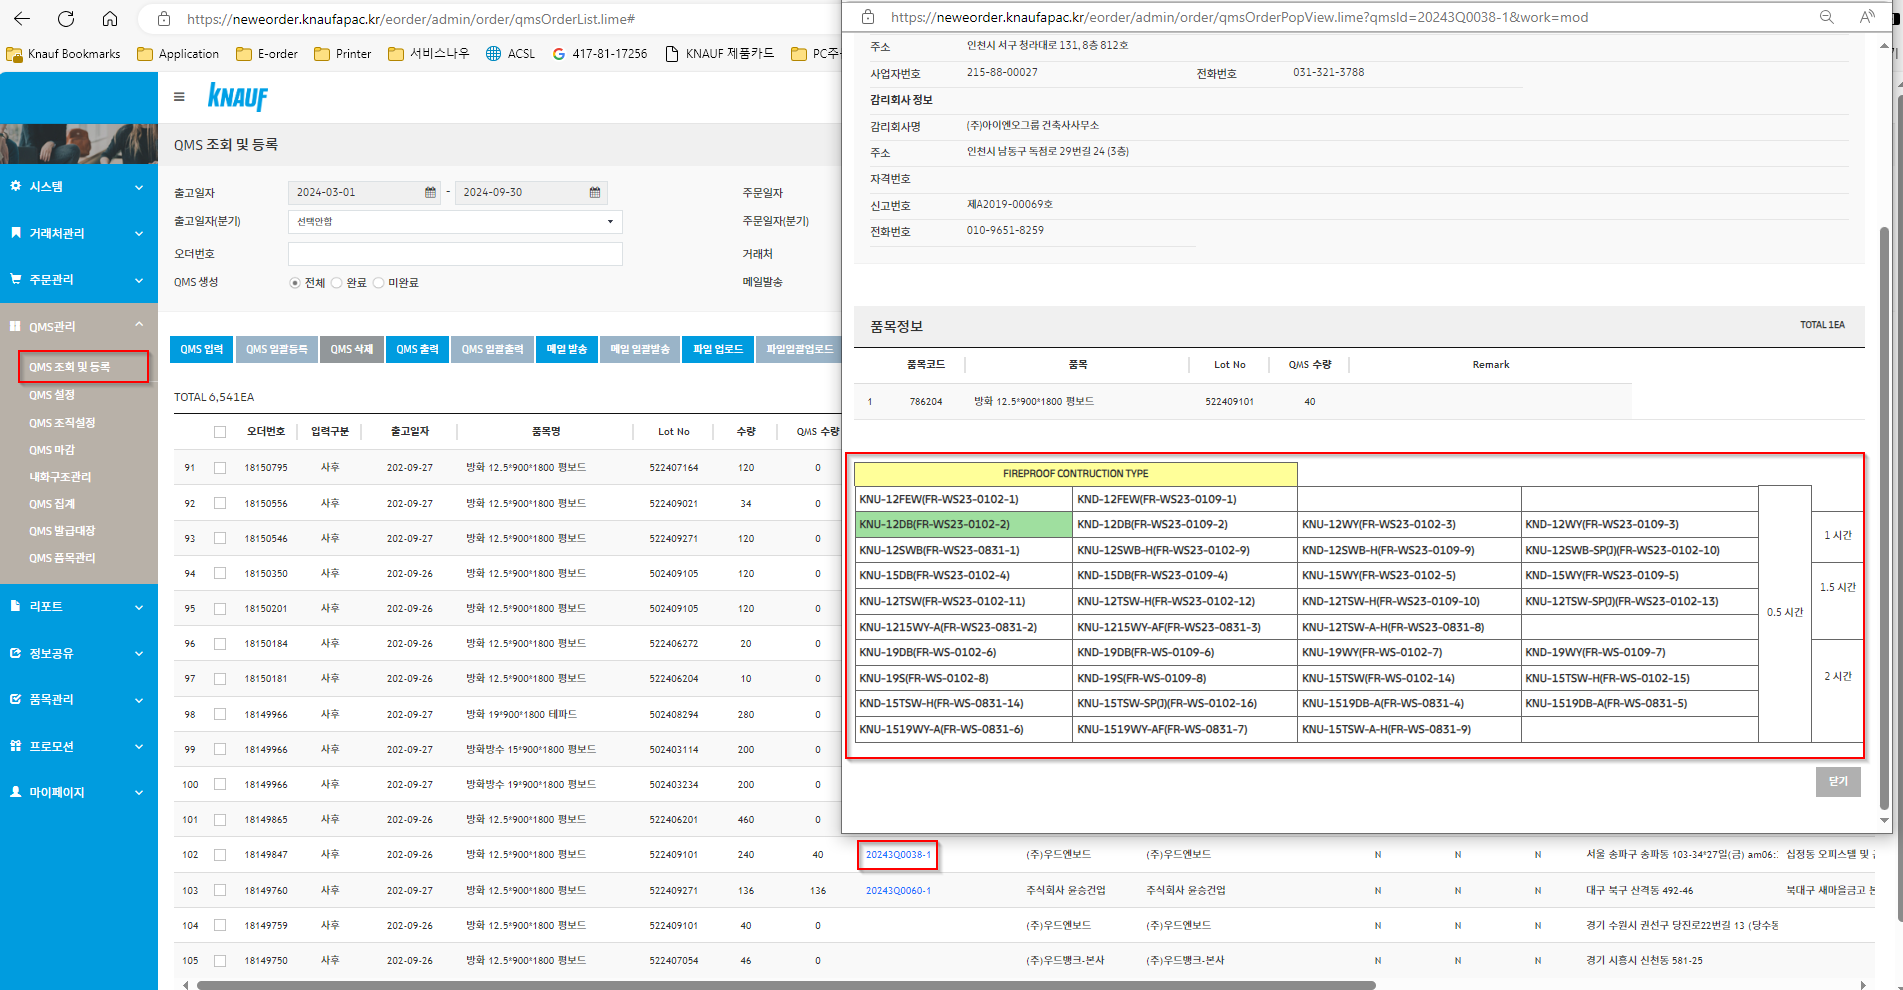 https://neweorder.knaufapac.kr/eorder/admin/order/qmsOrderList.lime#
Knauf Bookmarks Application E-order Printer 서비스나우 ACSL 417-81-17256 KNAUF 제품카드
KNAUF
QMS 조회 및 등록
출고일자 2024-03-01 - 2024-09-30 주문일자
출고일자(분기) 선택안함 주문일자(분기)
오더번호 거래처
QMS 생성 전체 완료 미완료 메일발송
시스템
거래처관리
주문관리
QMS관리
QMS 조회 및 등록
QMS 설정
QMS 조직설정
QMS 마감
내화구조관리
QMS 집계
QMS 발급대장
QMS 품목관리
리포트
정보공유
품목관리
프로모션
마이페이지
QMS 입력 QMS 일괄등록 QMS 삭제 QMS 출력 QMS 일괄출력 메일 발송 메일 일괄발송 파일 업로드 파일일괄업로드
TOTAL 6,541EA
오더번호 입력구분 출고일자 품목명 Lot No 수량 QMS 수량
91 18150795 사후 202-09-27 방화 12.5*900*1800 평보드 522407164 120 0
92 18150556 사후 202-09-27 방화 12.5*900*1800 평보드 522409021 34 0
93 18150546 사후 202-09-27 방화 12.5*900*1800 평보드 522409271 120 0
94 18150350 사후 202-09-26 방화 12.5*900*1800 평보드 502409105 120 0
95 18150201 사후 202-09-26 방화 12.5*900*1800 평보드 502409105 120 0
96 18150184 사후 202-09-26 방화 12.5*900*1800 평보드 522406272 20 0
97 18150181 사후 202-09-26 방화 12.5*900*1800 평보드 522406204 10 0
98 18149966 사후 202-09-27 방화 19*900*1800 테파드 502408294 280 0
99 18149966 사후 202-09-27 방화방수 15*900*1800 평보드 502403114 200 0
100 18149966 사후 202-09-27 방화방수 19*900*1800 평보드 502403234 200 0
101 18149865 사후 202-09-26 방화 12.5*900*1800 평보드 522406201 460 0
102 18149847 사후 202-09-26 방화 12.5*900*1800 평보드 522409101 240 40 20243Q0038-1 (주)우드엔보드 (주)우드엔보드 N N N 서울 송파구 송파동 103-34*27일(금) am06: 십정동 오피스텔 및
103 18149760 사후 202-09-27 방화 12.5*900*1800 평보드 522409271 136 136 20243Q0060-1 주식회사 윤승건업 주식회사 윤승건업 N N N 대구 북구 산격동 492-46 북대구 새마을금고
104 18149759 사후 202-09-26 방화 12.5*900*1800 평보드 522409101 40 0 (주)우드엔보드 (주)우드엔보드 N N N 경기 수원시 권선구 당진로22번길 13 (당수동
105 18149750 사후 202-09-26 방화 12.5*900*1800 평보드 522407054 46 0 (주)우드뱅크-본사 (주)우드뱅크-본사 N N N 경기 시흥시 신천동 581-25
https://neweorder.knaufapac.kr/eorder/admin/order/qmsOrderPopView.lime?qmsId=20243Q0038-1&work=mod
주소 인천시 서구 청라대로 131, 8층 812호
사업자번호 215-88-00027 전화번호 031-321-3788
감리회사 정보
감리회사명 (주)아이엔오그룹 건축사사무소
주소 인천시 남동구 독점로 29번길 24 (3층)
자격번호
신고번호 제A2019-00069호
전화번호 010-9651-8259
품목정보 TOTAL 1EA
품목코드 품목 Lot No QMS 수량 Remark
1 786204 방화 12.5*900*1800 평보드 522409101 40
FIREPROOF CONTRUCTION TYPE
KNU-12FEW(FR-WS23-0102-1) KND-12FEW(FR-WS23-0109-1)
KNU-12DB(FR-WS23-0102-2) KND-12DB(FR-WS23-0109-2) KNU-12WY(FR-WS23-0102-3) KND-12WY(FR-WS23-0109-3)
1 시간
KNU-12SWB(FR-WS23-0831-1) KNU-12SWB-H(FR-WS23-0102-9) KND-12SWB-H(FR-WS23-0109-9) KNU-12SWB-SP(J)(FR-WS23-0102-10)
KNU-15DB(FR-WS23-0102-4) KND-15DB(FR-WS23-0109-4) KNU-15WY(FR-WS23-0102-5) KND-15WY(FR-WS23-0109-5)
1.5 시간
KNU-12TSW(FR-WS23-0102-11) KNU-12TSW-H(FR-WS23-0102-12) KND-12TSW-H(FR-WS23-0109-10) KNU-12TSW-SP(J)(FR-WS23-0102-13)
0.5 시간
KNU-1215WY-A(FR-WS23-0831-2) KNU-1215WY-AF(FR-WS23-0831-3) KNU-12TSW-A-H(FR-WS23-0831-8)
KNU-19DB(FR-WS-0102-6) KND-19DB(FR-WS-0109-6) KNU-19WY(FR-WS-0102-7) KND-19WY(FR-WS-0109-7)
KNU-19S(FR-WS-0102-8) KND-19S(FR-WS-0109-8) KNU-15TSW(FR-WS-0102-14) KNU-15TSW-H(FR-WS-0102-15)
2 시간
KND-15TSW-H(FR-WS-0831-14) KNU-15TSW-SP(J)(FR-WS-0102-16) KNU-1519DB-A(FR-WS-0831-4) KNU-1519DB-A(FR-WS-0831-5)
KNU-1519WY-A(FR-WS-0831-6) KNU-1519WY-AF(FR-WS-0831-7) KNU-15TSW-A-H(FR-WS-0831-9)
닫기